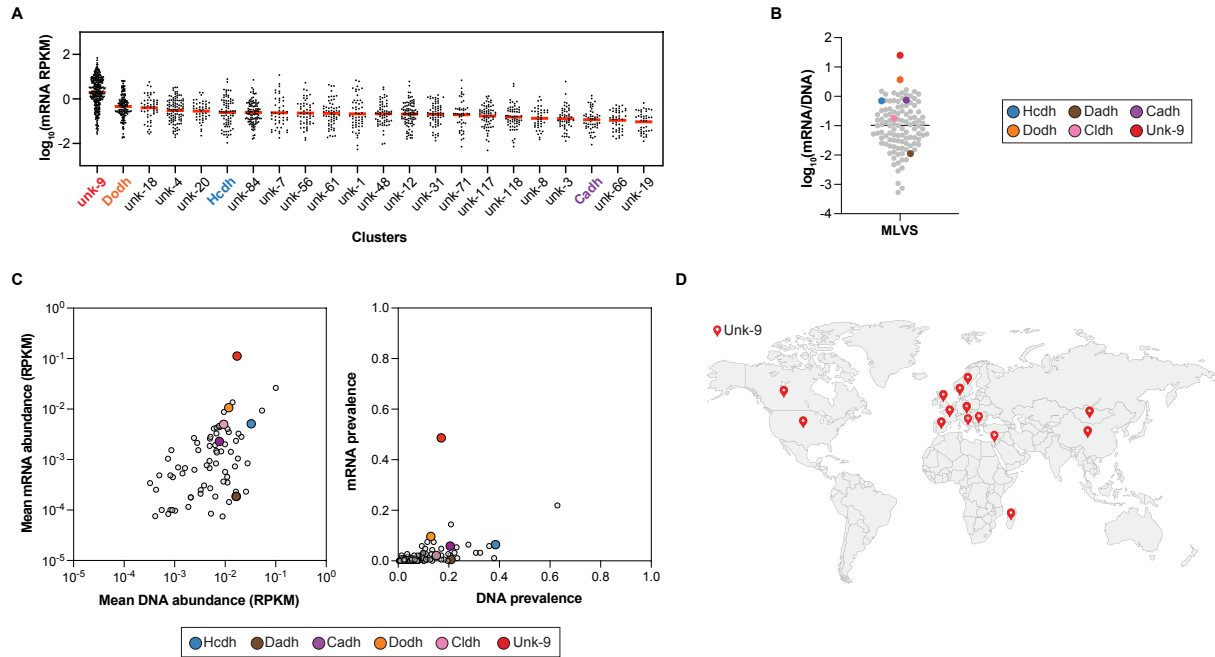 A
log10(mRNA RPKM)
2
0
-2
unk-9
Dodh
unk-18
unk-4
unk-20
Hcdh
unk-84
unk-7
unk-56
unk-61
unk-1
unk-48
unk-12
unk-31
unk-71
unk-117
unk-118
unk-8
unk-3
Cadh
unk-66
unk-19
Clusters
B
log10(mRNA/DNA)
2
1
0
-1
-2
-3
-4
MLVS
Hcdh Dadh Cadh
Dodh Cldh Unk-9
C
Mean mRNA abundance (RPKM)
10^0
10^-1
10^-2
10^-3
10^-4
10^-5
10^-5 10^-4 10^-3 10^-2 10^-1 10^0
Mean DNA abundance (RPKM)
mRNA prevalence
1.0
0.8
0.6
0.4
0.2
0.0
0.0 0.2 0.4 0.6 0.8 1.0
DNA prevalence
Hcdh Dadh Cadh Dodh Cldh Unk-9
D
Unk-9